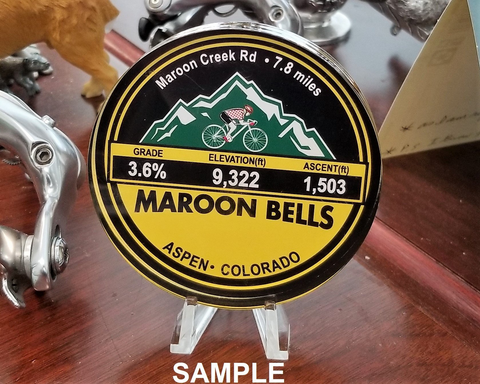 Maroon Creek Rd • 7.8 miles
GRADE ELEVATION(ft) ASCENT(ft)
3.6% 9,322 1,503
MAROON BELLS
ASPEN • COLORADO
SAMPLE